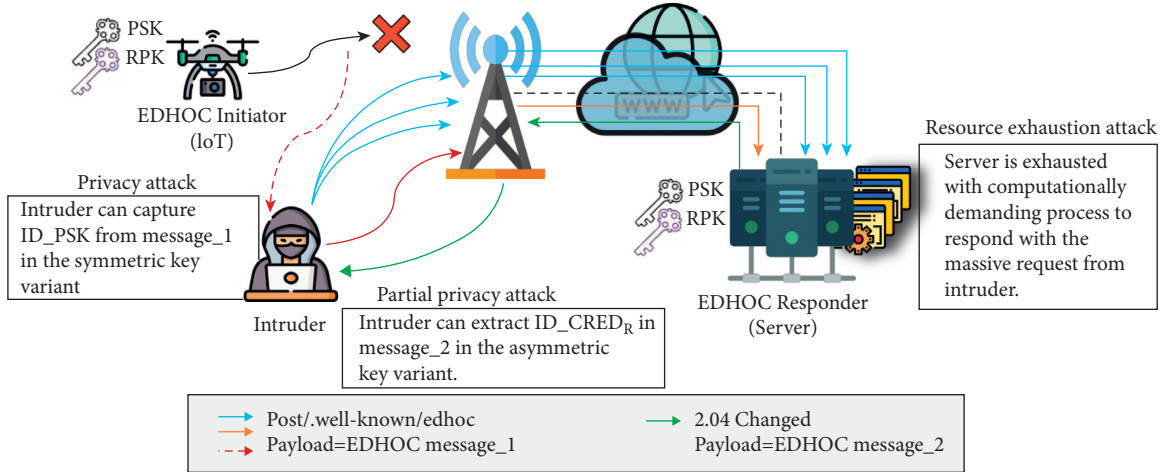 PSK
RPK
EDHOC Initiator
(IoT)
WWW
Privacy attack
Intruder can capture
ID_PSK from message_1
in the symmetric key
variant
Intruder
Partial privacy attack
Intruder can extract ID_CREDR in
message_2 in the asymmetric
key variant.
PSK
RPK
EDHOC Responder
(Server)
Resource exhaustion attack
Server is exhausted
with computationally
demanding process to
respond with the
massive request from
intruder.
Post/.well-known/edhoc
Payload=EDHOC message_1
2.04 Changed
Payload=EDHOC message_2